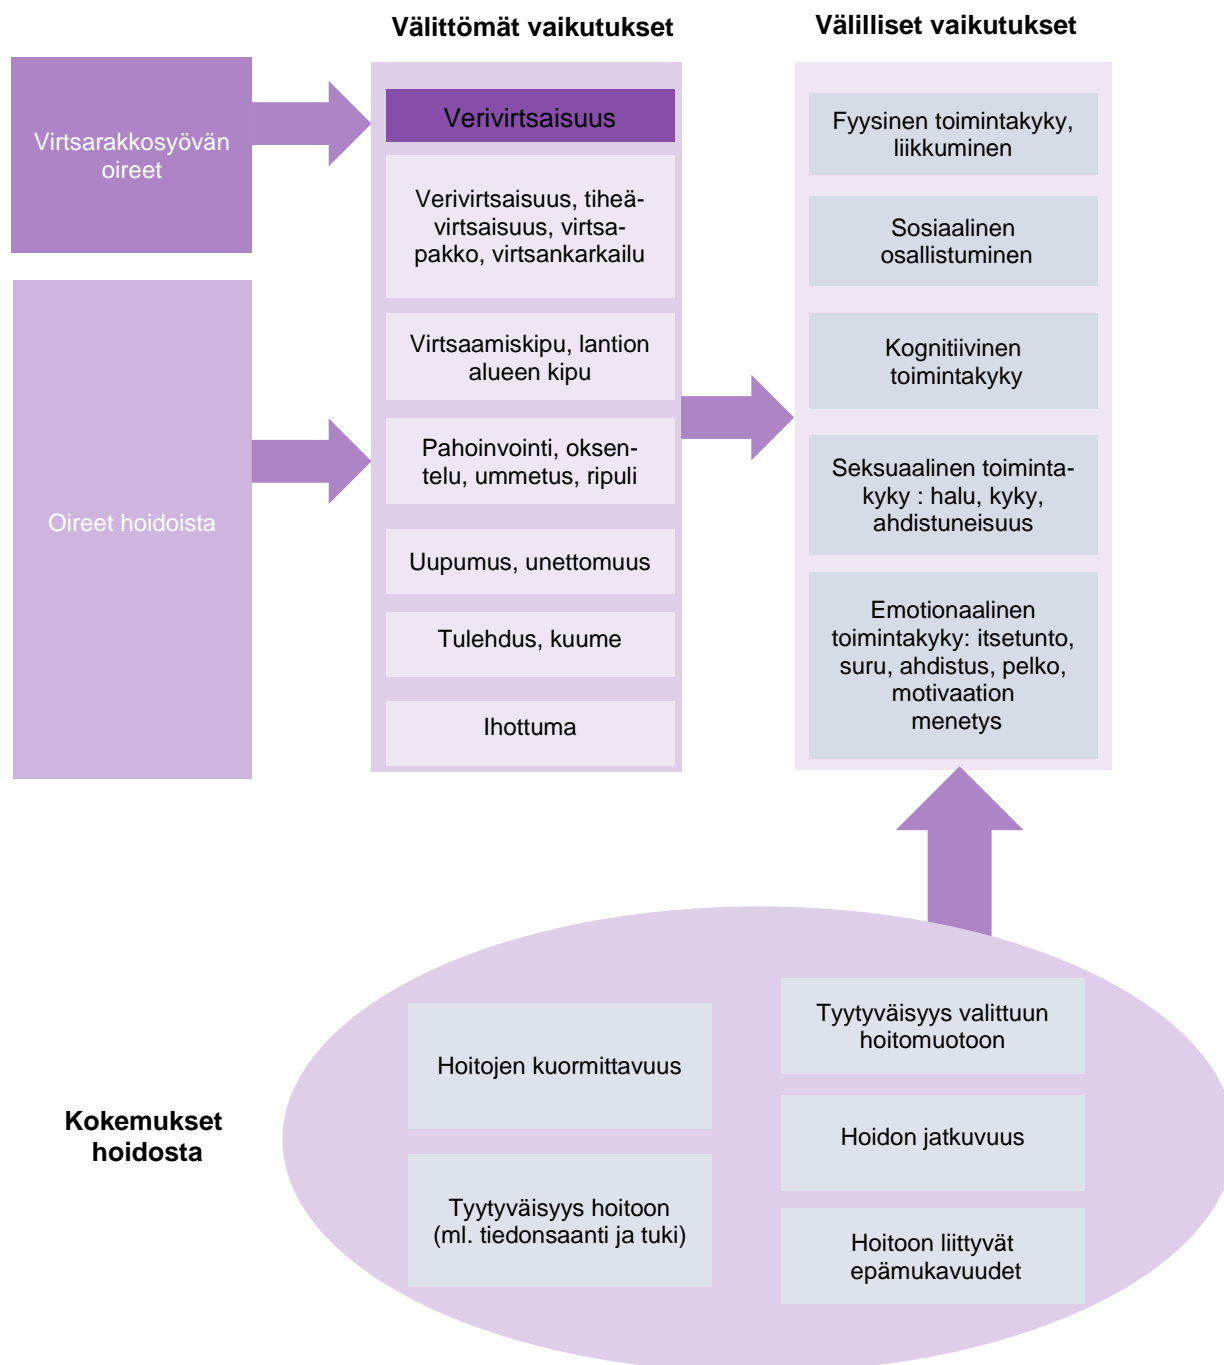 Välittömät vaikutukset
Välilliset vaikutukset
Virtsarakkosyövän
oireet
Oireet hoidoista
Verivirtsaisuus
Verivirtsaisuus, tiheä-
virtsaisuus, virtsa-
pakko, virtsankarkailu
Virtsaamiskipu, lantion
alueen kipu
Pahoinvointi, oksen-
telu, ummetus, ripuli
Uupumus, unettomuus
Tulehdus, kuume
Ihottuma
Fyysinen toimintakyky,
liikkuminen
Sosiaalinen
osallistuminen
Kognitiivinen
toimintakyky
Seksuaalinen toiminta-
kyky : halu, kyky,
ahdistuneisuus
Emotionaalinen
toimintakyky: itsetunto,
suru, ahdistus, pelko,
motivaation
menetys
Kokemukset
hoidosta
Hoitojen kuormittavuus
Tyytyväisyys hoitoon
(ml. tiedonsaanti ja tuki)
Tyytyväisyys valittuun
hoitomuotoon
Hoidon jatkuvuus
Hoitoon liittyvät
epämukavuudet